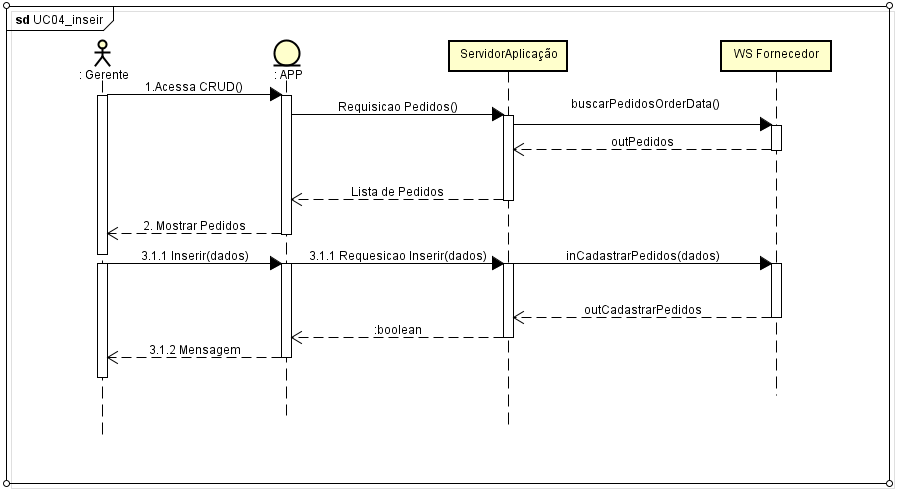 sd UC04_inseir
: Gerente
: APP
ServidorAplicação
WS Fornecedor
1.Acessa CRUD()
Requisicao Pedidos()
buscarPedidosOrderData()
outPedidos
Lista de Pedidos
2. Mostrar Pedidos
3.1.1 Inserir(dados)
3.1.1 Requesicao Inserir(dados)
inCadastrarPedidos(dados)
outCadastrarPedidos
:boolean
3.1.2 Mensagem